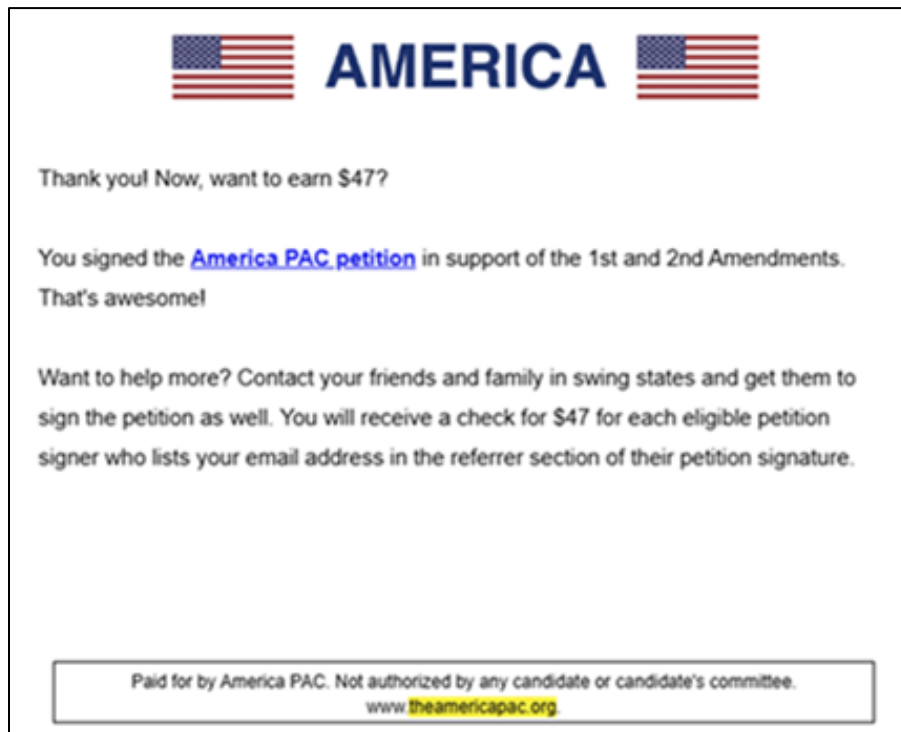 AMERICA
Thank you! Now, want to earn $47?
You signed the America PAC petition in support of the 1st and 2nd Amendments.
That's awesome!
Want to help more? Contact your friends and family in swing states and get them to
sign the petition as well. You will receive a check for $47 for each eligible petition
signer who lists your email address in the referrer section of their petition signature.
Paid for by America PAC. Not authorized by any candidate or candidate's committee.
www.theamericapac.org.